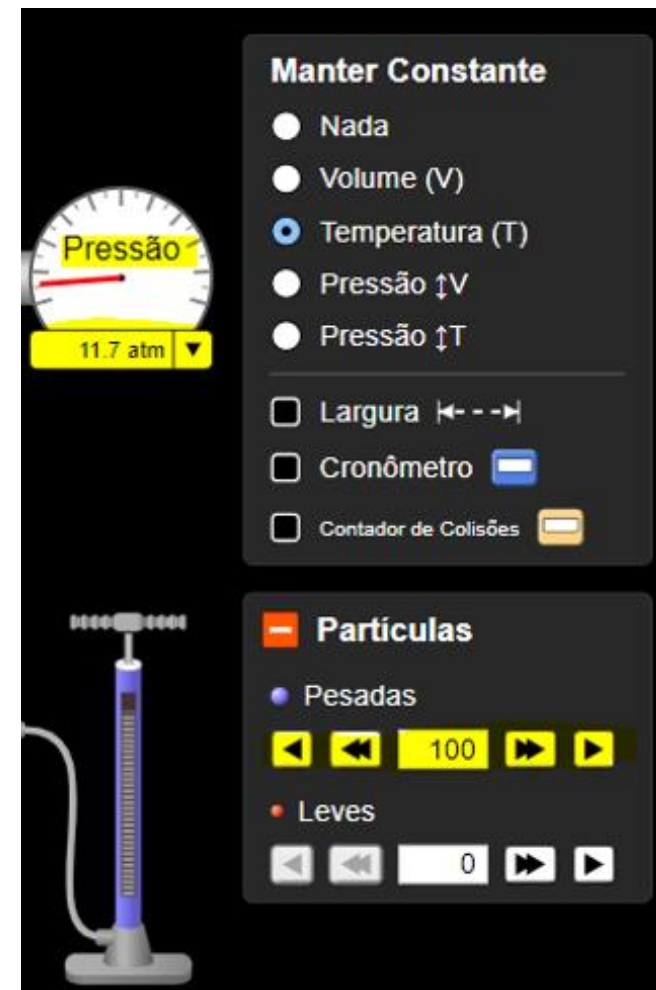 Manter Constante
Nada
Volume (V)
Temperatura (T)
Pressão ↕V
Pressão ↕T
Largura
Cronômetro
Contador de Colisões
Pressão
11.7 atm
Partículas
Pesadas
100
Leves
0